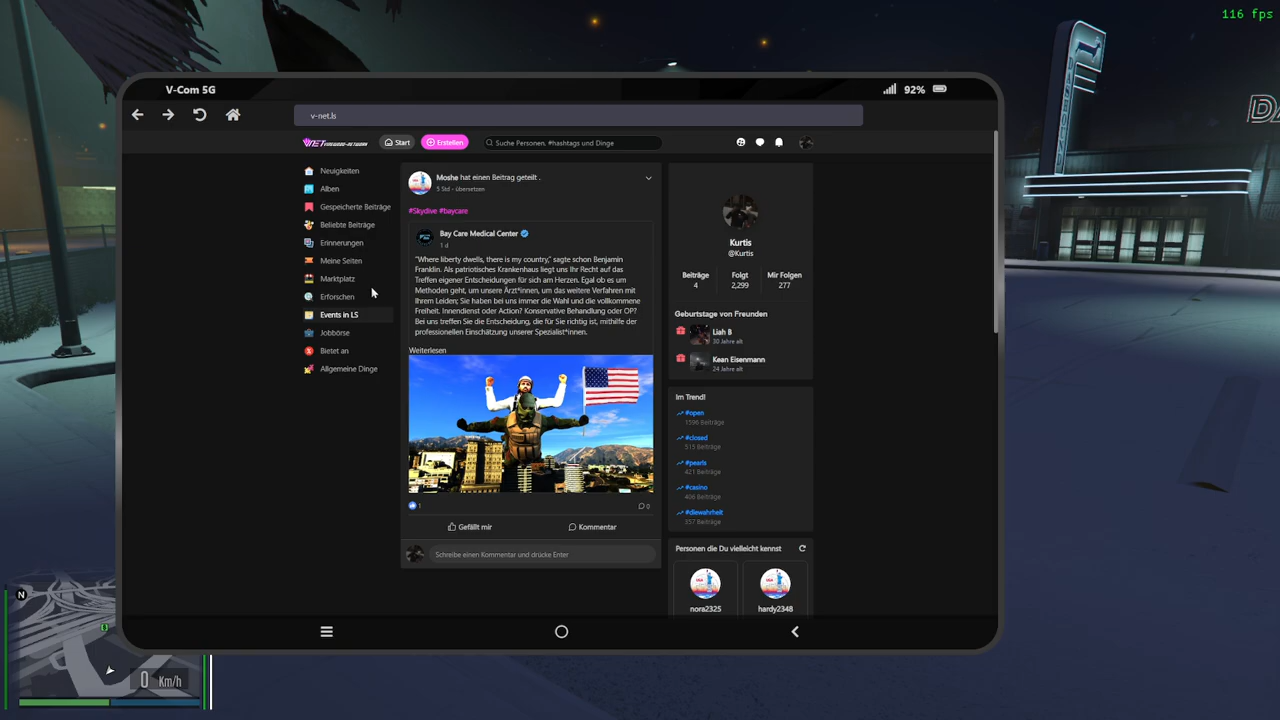 116 fps
V-Com 5G
92%
v-net.ls
VNET
Start
Erstellen
Suche Personen, #hashtags und Dinge
Neuigkeiten
Alben
Gespeicherte Beiträge
Beliebte Beiträge
Erinnerungen
Meine Seiten
Marktplatz
Erforschen
Events in LS
Jobbörse
Bietet an
Allgemeine Dinge
Moshe hat einen Beitrag geteilt .
5 Std - übersetzen
#Skydive #baycare
Bay Care Medical Center
1 d
"Where liberty dwells, there is my country," sagte schon Benjamin
Franklin. Als patriotisches Krankenhaus liegt uns Ihr Recht auf das
Treffen eigener Entscheidungen für sich am Herzen. Egal ob es um
Methoden geht, um unsere Ärzt*innen, um das weitere Verfahren mit
Ihrem Leiden; Sie haben bei uns immer die Wahl und die vollkommene
Freiheit. Innendienst oder Action? Konservative Behandlung oder OP?
Bei uns treffen Sie die Entscheidung, die für Sie richtig ist, mithilfe der
professionellen Einschätzung unserer Spezialist*innen.
Weiterlesen
1
0
Gefällt mir
Kommentar
Schreibe einen Kommentar und drücke Enter
Kurtis
@Kurtis
Beiträge Folgt Mir Folgen
4 2,299 277
Geburtstage von Freunden
Liah B
30 Jahre alt
Kean Eisenmann
24 Jahre alt
Im Trend!
#open
1596 Beiträge
#closed
515 Beiträge
#pearls
421 Beiträge
#casino
406 Beiträge
#diewahrheit
357 Beiträge
Personen die Du vielleicht kennst
nora2325
hardy2348
DA
N
0 Km/h